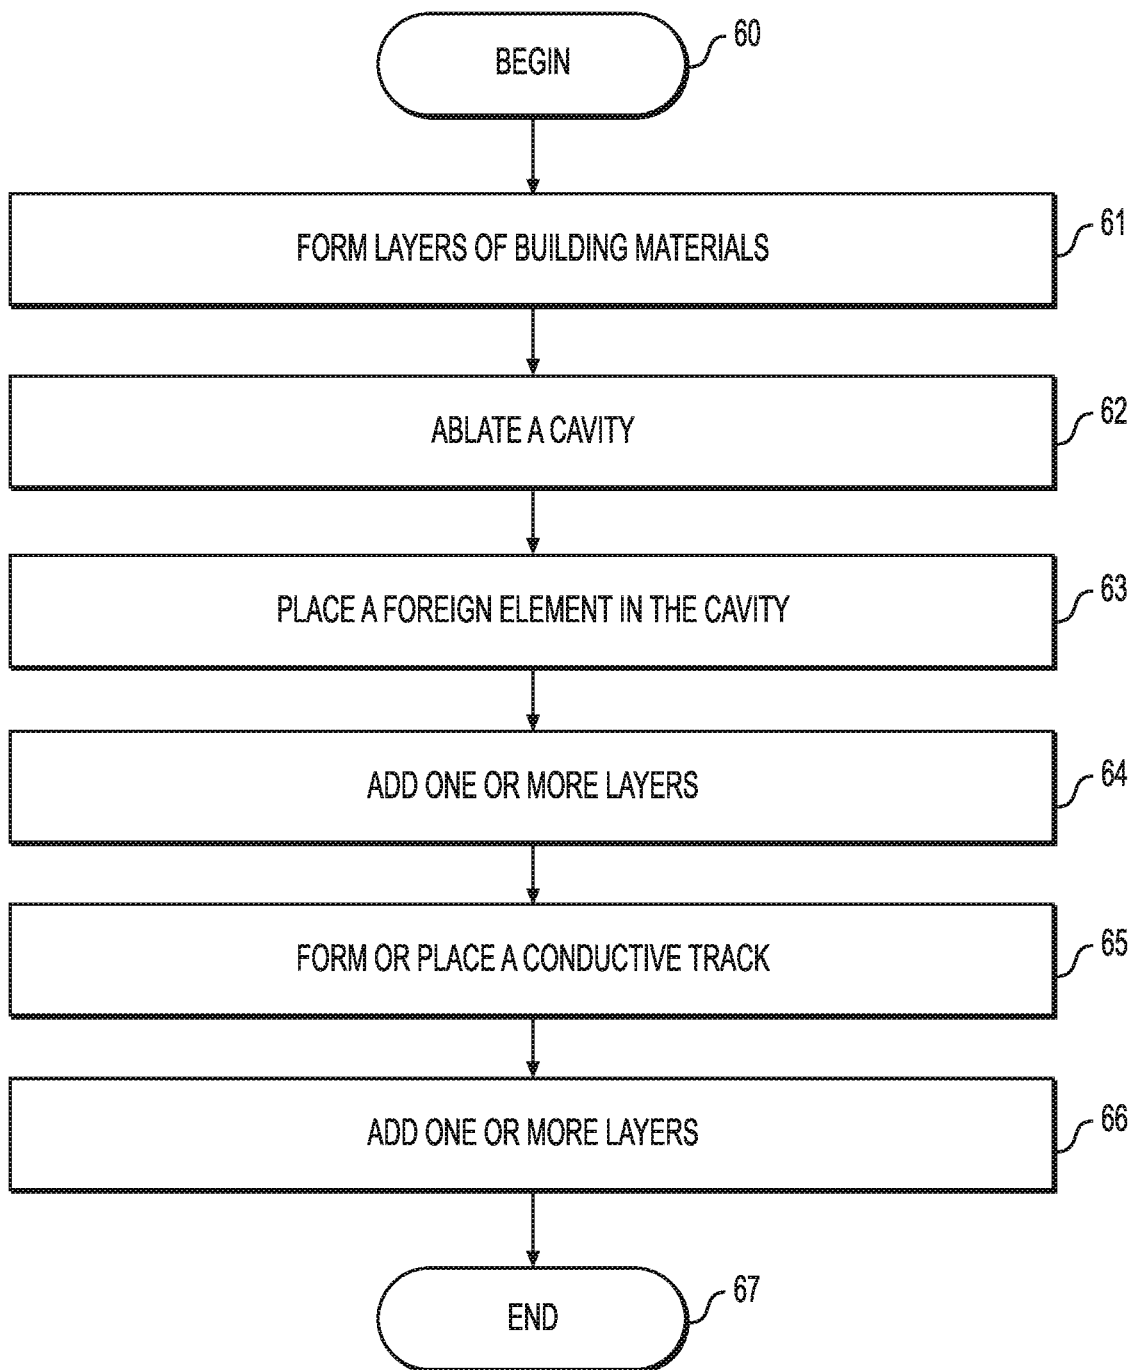 BEGIN
60
FORM LAYERS OF BUILDING MATERIALS
61
ABLATE A CAVITY
62
PLACE A FOREIGN ELEMENT IN THE CAVITY
63
ADD ONE OR MORE LAYERS
64
FORM OR PLACE A CONDUCTIVE TRACK
65
ADD ONE OR MORE LAYERS
66
END
67